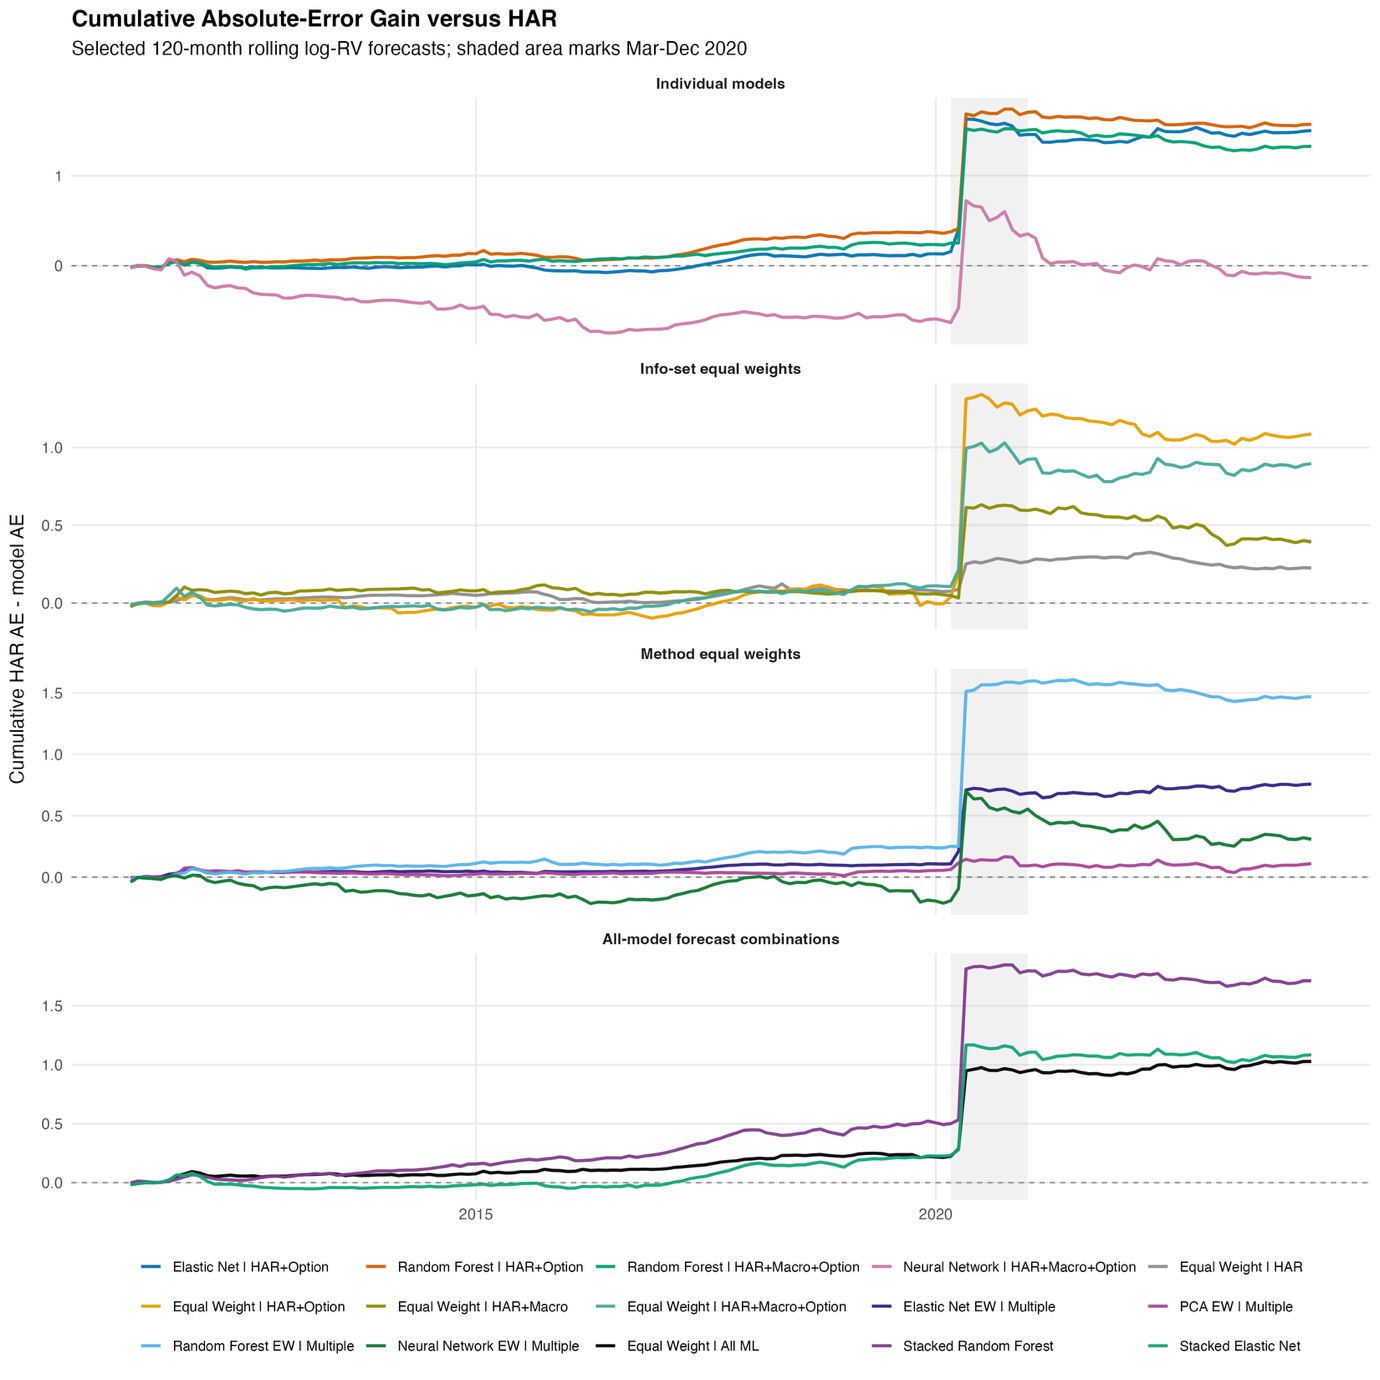 Cumulative Absolute-Error Gain versus HAR
Selected 120-month rolling log-RV forecasts; shaded area marks Mar-Dec 2020
Cumulative HAR AE - model AE
Individual models
1
0
Info-set equal weights
1.0
0.5
0.0
Method equal weights
1.5
1.0
0.5
0.0
All-model forecast combinations
1.5
1.0
0.5
0.0
2015 2020
Elastic Net | HAR+Option Random Forest | HAR+Option Random Forest | HAR+Macro+Option Neural Network | HAR+Macro+Option Equal Weight | HAR
Equal Weight | HAR+Option Equal Weight | HAR+Macro Equal Weight | HAR+Macro+Option Elastic Net EW | Multiple PCA EW | Multiple
Random Forest EW | Multiple Neural Network EW | Multiple Equal Weight | All ML Stacked Random Forest Stacked Elastic Net